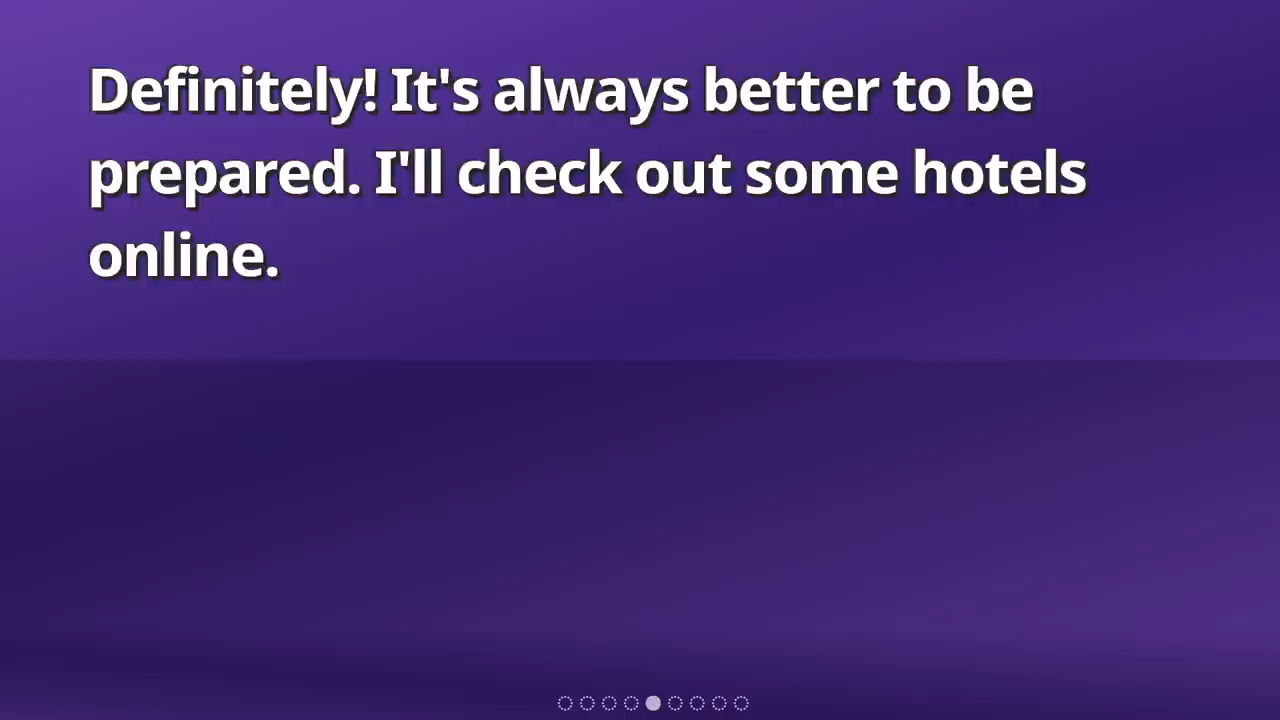 Definitely! It's always better to be
prepared. I'll check out some hotels
online.